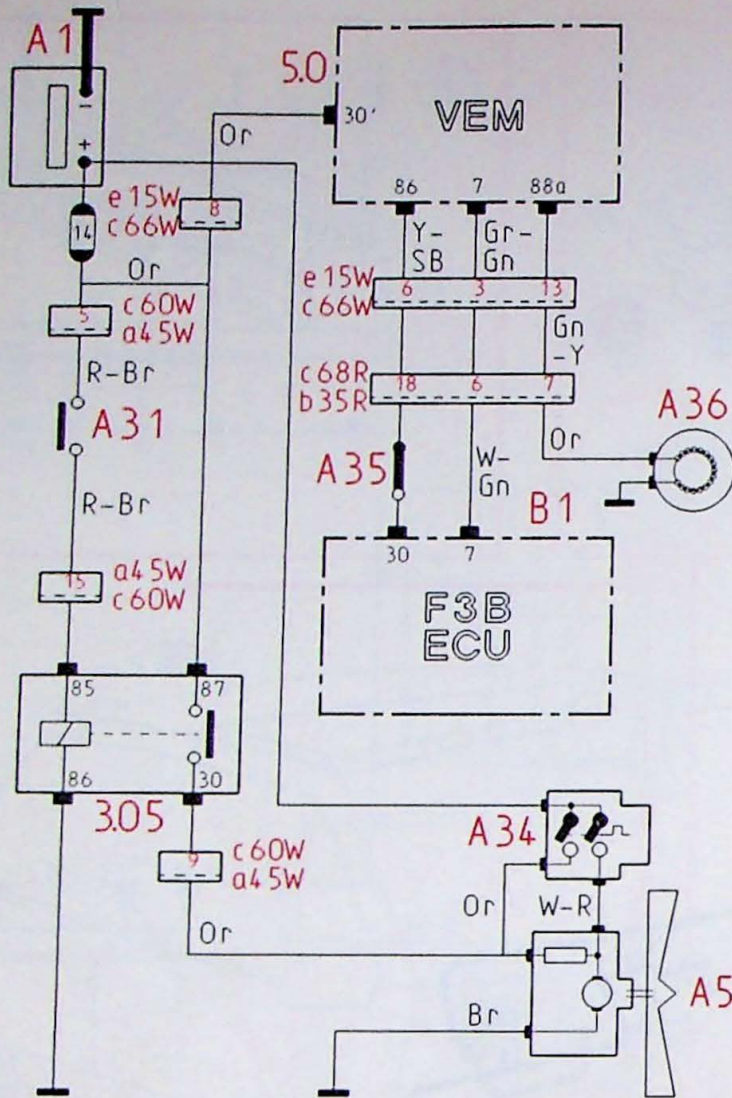 A1
-
+
14
5.0
30'
VEM
86 7 88a
Or
e15W
c66W
8
Or
5
c60W
a45W
R-Br
A31
R-Br
15
a45W
c60W
Y-
SB
Gr-
Gn
e15W
c66W
6 3 13
Gn
-Y
c68R
b35R
18 6 7
A35
W-
Gn
Or
A36
B1
30 7
F3B
ECU
85 87
86 30
3.05
9
c60W
a45W
Or
A34
Or
W-R
Br
A5